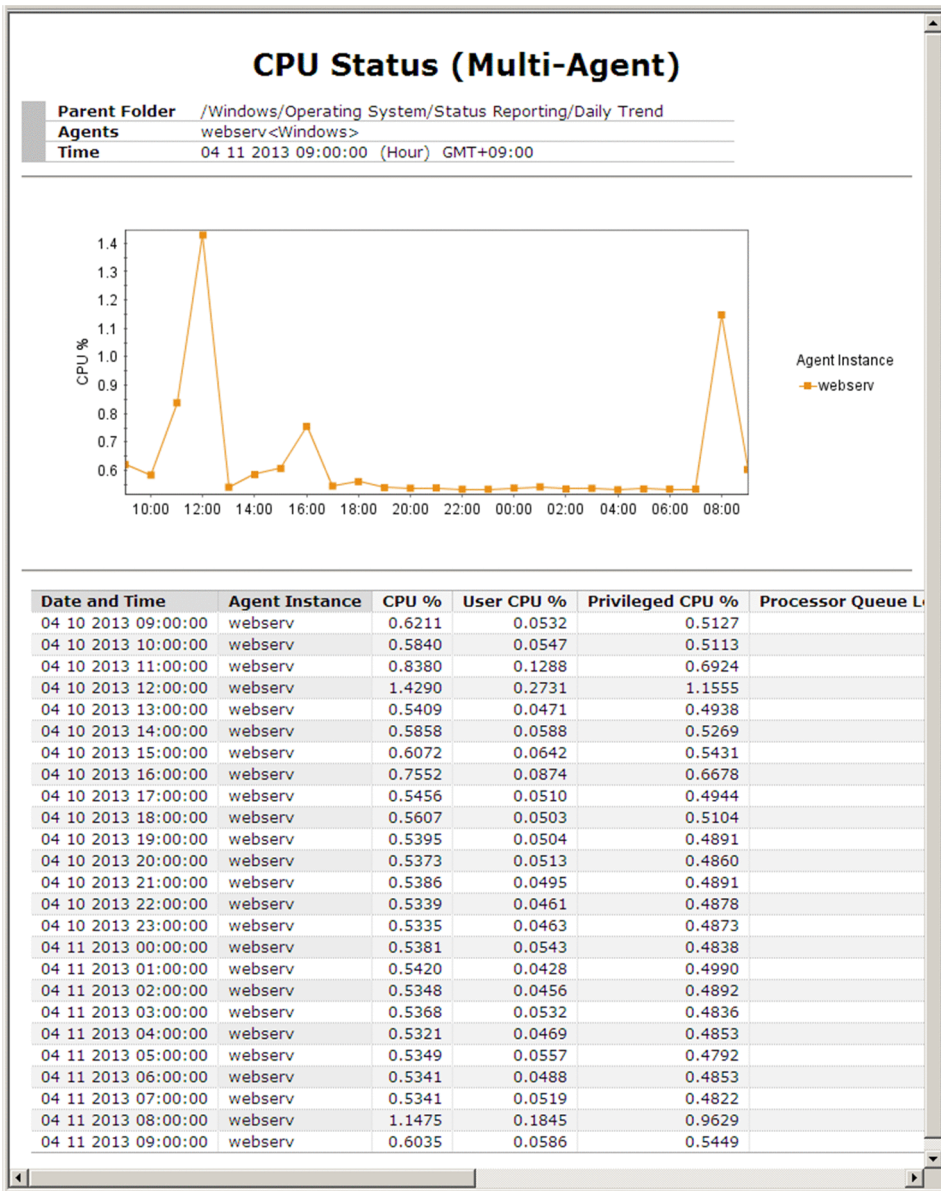 CPU Status (Multi-Agent)
Parent Folder /Windows/Operating System/Status Reporting/Daily Trend
Agents webserv<Windows>
Time 04 11 2013 09:00:00 (Hour) GMT+09:00
1.4
1.3
1.2
1.1
1.0
0.9
0.8
0.7
0.6
CPU %
10:00 12:00 14:00 16:00 18:00 20:00 22:00 00:00 02:00 04:00 06:00 08:00
Agent Instance
webserv
Date and Time Agent Instance CPU % User CPU % Privileged CPU % Processor Queue
04 10 2013 09:00:00 webserv 0.6211 0.0532 0.5127
04 10 2013 10:00:00 webserv 0.5840 0.0547 0.5113
04 10 2013 11:00:00 webserv 0.8380 0.1288 0.6924
04 10 2013 12:00:00 webserv 1.4290 0.2731 1.1555
04 10 2013 13:00:00 webserv 0.5409 0.0471 0.4938
04 10 2013 14:00:00 webserv 0.5858 0.0588 0.5269
04 10 2013 15:00:00 webserv 0.6072 0.0642 0.5431
04 10 2013 16:00:00 webserv 0.7552 0.0874 0.6678
04 10 2013 17:00:00 webserv 0.5456 0.0510 0.4944
04 10 2013 18:00:00 webserv 0.5607 0.0503 0.5104
04 10 2013 19:00:00 webserv 0.5395 0.0504 0.4891
04 10 2013 20:00:00 webserv 0.5373 0.0513 0.4860
04 10 2013 21:00:00 webserv 0.5386 0.0495 0.4891
04 10 2013 22:00:00 webserv 0.5339 0.0461 0.4878
04 10 2013 23:00:00 webserv 0.5335 0.0463 0.4873
04 11 2013 00:00:00 webserv 0.5381 0.0543 0.4838
04 11 2013 01:00:00 webserv 0.5420 0.0428 0.4990
04 11 2013 02:00:00 webserv 0.5348 0.0456 0.4892
04 11 2013 03:00:00 webserv 0.5368 0.0532 0.4836
04 11 2013 04:00:00 webserv 0.5321 0.0469 0.4853
04 11 2013 05:00:00 webserv 0.5349 0.0557 0.4792
04 11 2013 06:00:00 webserv 0.5341 0.0488 0.4853
04 11 2013 07:00:00 webserv 0.5341 0.0519 0.4822
04 11 2013 08:00:00 webserv 1.1475 0.1845 0.9629
04 11 2013 09:00:00 webserv 0.6035 0.0586 0.5449